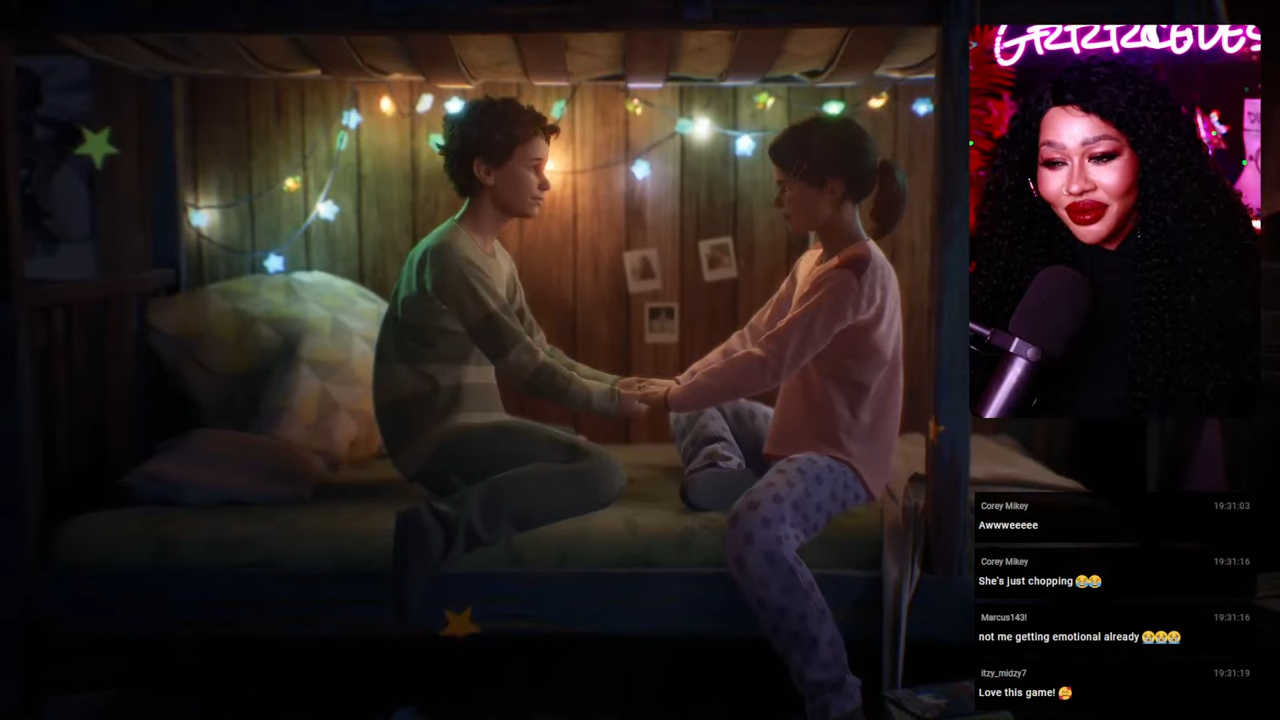 Corey Mikey 19:31:03
Awwweeeee
Corey Mikey 19:31:16
She's just chopping 😂😂
Marcus143! 19:31:16
not me getting emotional already 😭😭😭
itzy_midzy7 19:31:19
Love this game! 🥰